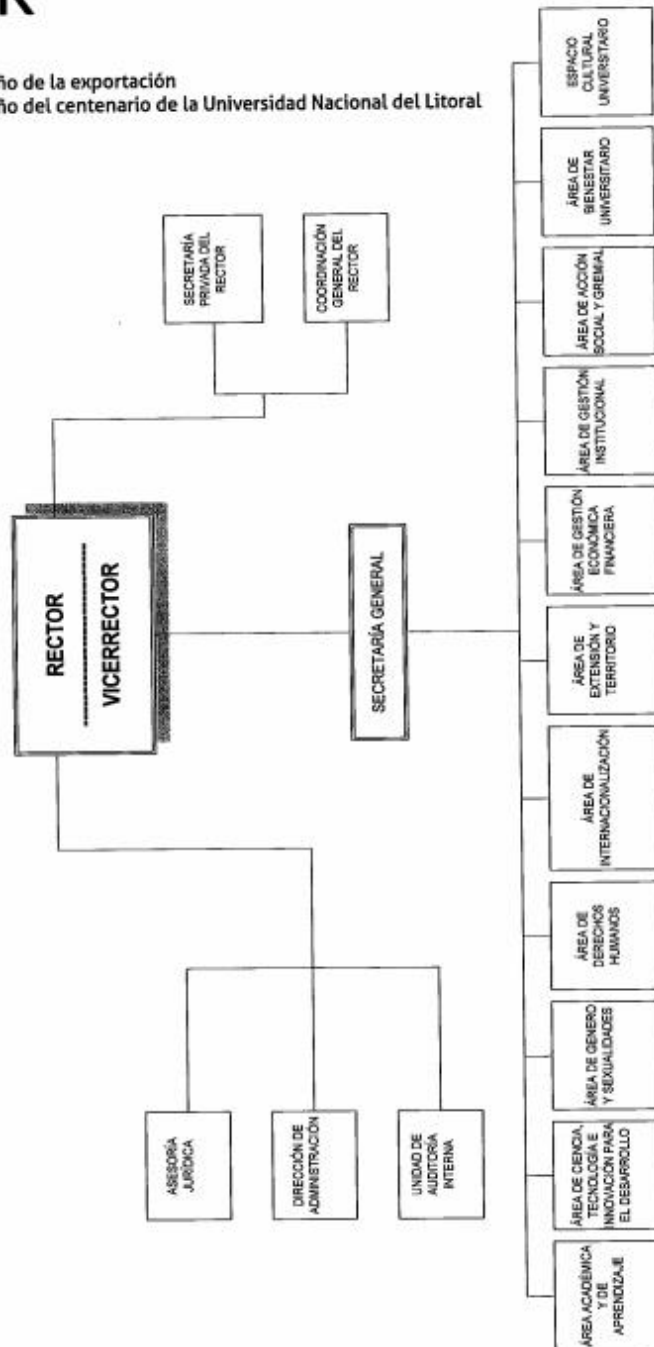 ño de la exportación
ño del centenario de la Universidad Nacional del Litoral
RECTOR
VICERRECTOR
SECRETARÍA
PRIVADA DEL
RECTOR
COORDINACIÓN
GENERAL DEL
RECTOR
SECRETARÍA GENERAL
ASESORÍA
JURÍDICA
DIRECCIÓN DE
ADMINISTRACIÓN
UNIDAD DE
AUDITORÍA
INTERNA
ÁREA ACADÉMICA
Y DE
APRENDIZAJE
ÁREA DE CIENCIA,
TECNOLOGÍA E
INNOVACIÓN PARA
EL DESARROLLO
ÁREA DE GENERO
Y SEXUALIDADES
ÁREA DE
DERECHOS
HUMANOS
ÁREA DE
INTERNACIONALIZACIÓN
ÁREA DE
EXTENSIÓN Y
TERRITORIO
ÁREA DE GESTIÓN
ECONÓMICA
FINANCIERA
ÁREA DE GESTIÓN
INSTITUCIONAL
ÁREA DE ACCIÓN
SOCIAL Y GREMIAL
ÁREA DE
BIENESTAR
UNIVERSITARIO
ESPACIO
CULTURAL
UNIVERSITARIO